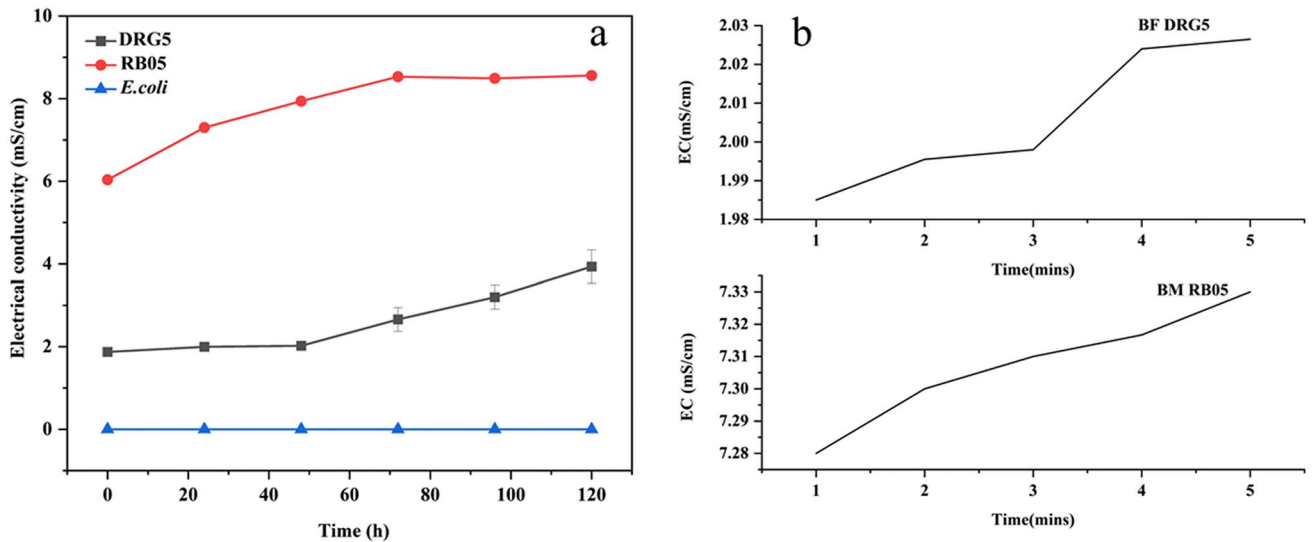 a
DRG5
RB05
E.coli
Electrical conductivity (mS/cm)
10
8
6
4
2
0
0 20 40 60 80 100 120
Time (h)
b
BF DRG5
EC(mS/cm)
2.03
2.02
2.01
2.00
1.99
1.98
1 2 3 4 5
Time(mins)
BM RB05
EC (mS/cm)
7.33
7.32
7.31
7.30
7.29
7.28
1 2 3 4 5
Time(mins)